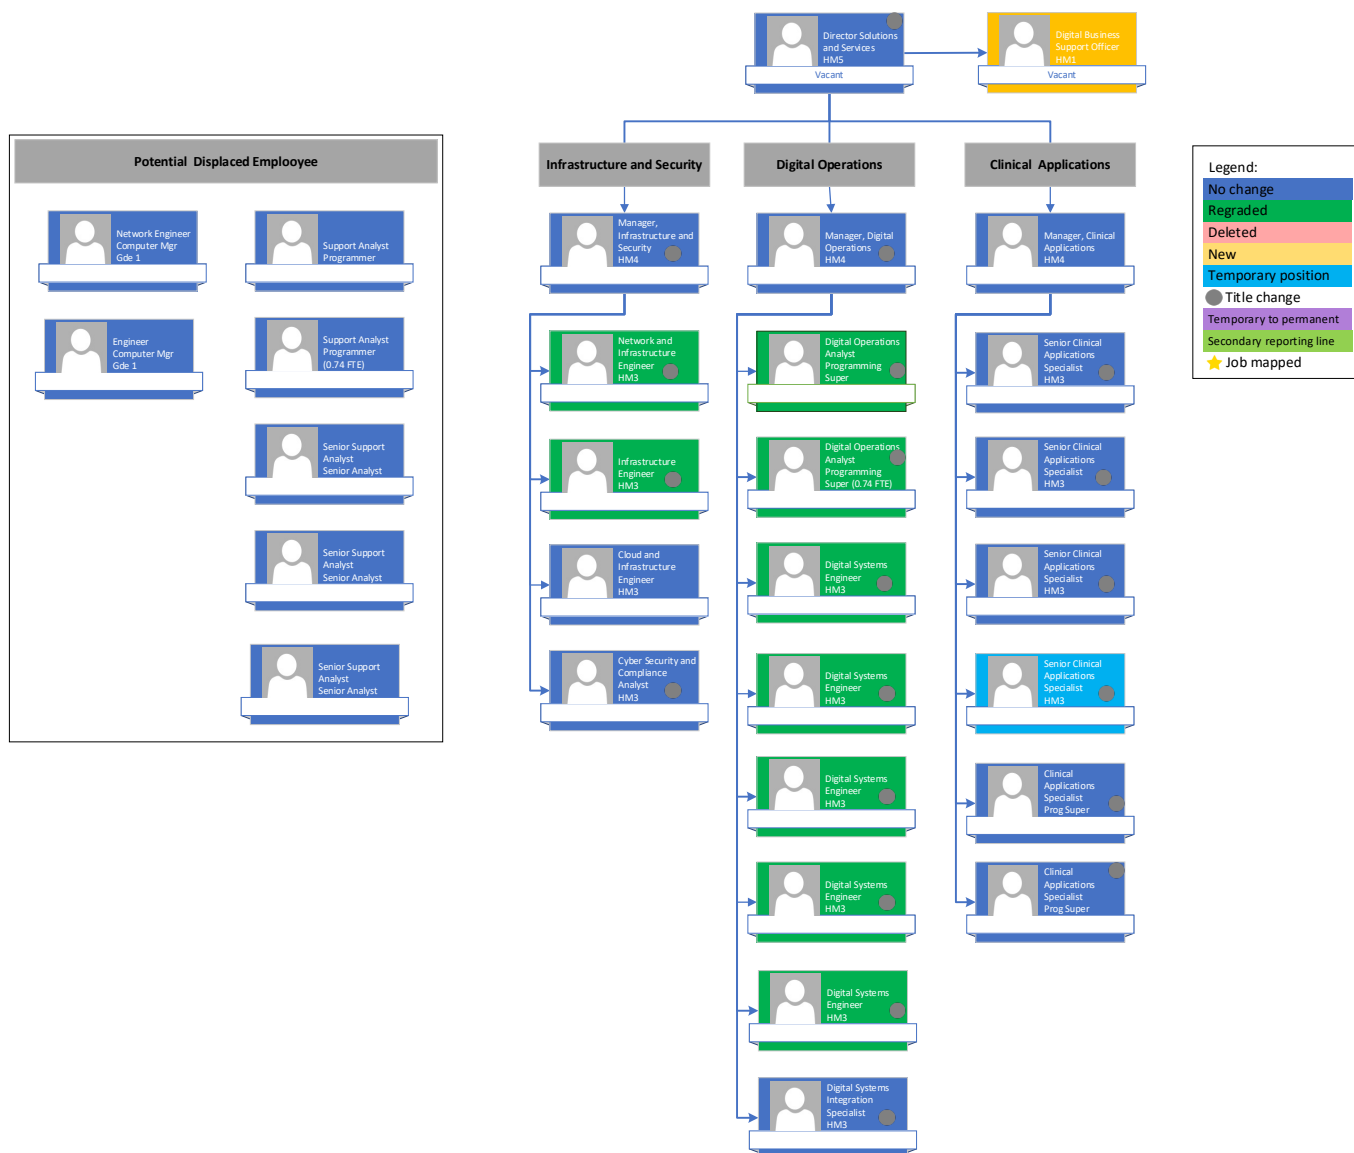 Director Solutions
and Services
HM5
Vacant
Digital Business
Support Officer
HM1
Vacant
Potential Displaced Emplooyee
Network Engineer
Computer Mgr
Gde 1
Support Analyst
Programmer
Engineer
Computer Mgr
Gde 1
Support Analyst
Programmer
(0.74 FTE)
Senior Support
Analyst
Senior Analyst
Senior Support
Analyst
Senior Analyst
Senior Support
Analyst
Senior Analyst
Infrastructure and Security
Manager,
Infrastructure and
Security
HM4
Network and
Infrastructure
Engineer
HM3
Infrastructure
Engineer
HM3
Cloud and
Infrastructure
Engineer
HM3
Cyber Security and
Compliance
Analyst
HM3
Digital Operations
Manager, Digital
Operations
HM4
Digital Operations
Analyst
Programming
Super
Digital Operations
Analyst
Programming
Super (0.74 FTE)
Digital Systems
Engineer
HM3
Digital Systems
Engineer
HM3
Digital Systems
Engineer
HM3
Digital Systems
Engineer
HM3
Digital Systems
Engineer
HM3
Digital Systems
Integration
Specialist
HM3
Clinical Applications
Manager, Clinical
Applications
HM4
Senior Clinical
Applications
Specialist
HM3
Senior Clinical
Applications
Specialist
HM3
Senior Clinical
Applications
Specialist
HM3
Senior Clinical
Applications
Specialist
HM3
Clinical
Applications
Specialist
Prog Super
Clinical
Applications
Specialist
Prog Super
Legend:
No change
Regraded
Deleted
New
Temporary position
Title change
Temporary to permanent
Secondary reporting line
Job mapped